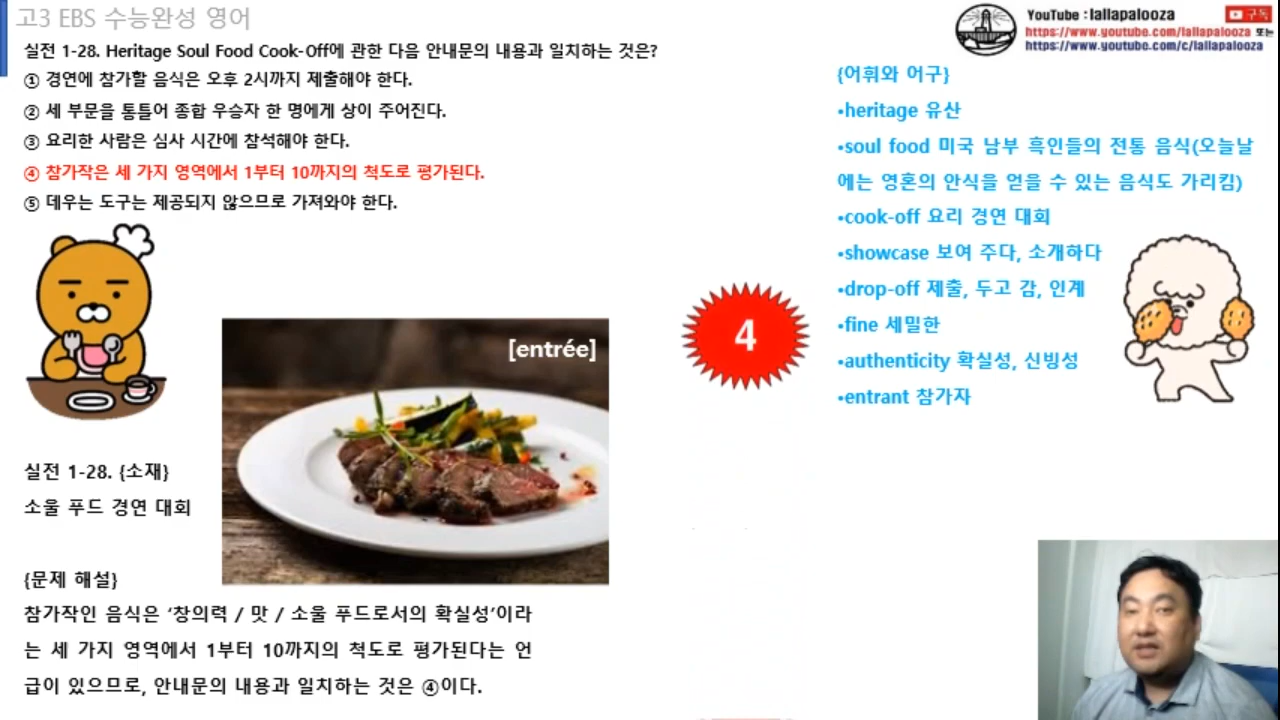 고3 EBS 수능완성 영어
실전 1-28. Heritage Soul Food Cook-Off에 관한 다음 안내문의 내용과 일치하는 것은?
① 경연에 참가할 음식은 오후 2시까지 제출해야 한다.
② 세 부문을 통틀어 종합 우승자 한 명에게 상이 주어진다.
③ 요리한 사람은 심사 시간에 참석해야 한다.
④ 참가작은 세 가지 영역에서 1부터 10까지의 척도로 평가된다.
⑤ 데우는 도구는 제공되지 않으므로 가져와야 한다.
[entrée]
실전 1-28. {소재}
소울 푸드 경연 대회
{문제 해설}
참가작인 음식은 ‘창의력 / 맛 / 소울 푸드로서의 확실성’이라
는 세 가지 영역에서 1부터 10까지의 척도로 평가된다는 언
급이 있으므로, 안내문의 내용과 일치하는 것은 ④이다.
4
YouTube : lallapalooza
구독
https://www.youtube.com/lallapalooza 또는
https://www.youtube.com/c/lallapalooza
{어휘와 어구}
•heritage 유산
•soul food 미국 남부 흑인들의 전통 음식(오늘날
에는 영혼의 안식을 얻을 수 있는 음식도 가리킴)
•cook-off 요리 경연 대회
•showcase 보여 주다, 소개하다
•drop-off 제출, 두고 감, 인계
•fine 세밀한
•authenticity 확실성, 신빙성
•entrant 참가자